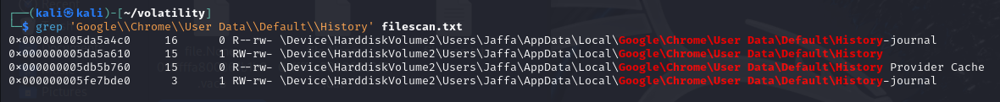 ┌──(kali㉿kali)-[~/volatility]
└─$ grep 'Google\\Chrome\\User Data\\Default\\History' filescan.txt
0×000000005da5a4c0     16      0 R--rw- \Device\HarddiskVolume2\Users\Jaffa\AppData\Local\Google\Chrome\User Data\Default\History-journal
0×000000005da5a610     15      1 RW-rw- \Device\HarddiskVolume2\Users\Jaffa\AppData\Local\Google\Chrome\User Data\Default\History
0×000000005db5b760     15      0 R--rw- \Device\HarddiskVolume2\Users\Jaffa\AppData\Local\Google\Chrome\User Data\Default\History Provider Cache
0×000000005fe7bde0      3      1 RW-rw- \Device\HarddiskVolume2\Users\Jaffa\AppData\Local\Google\Chrome\User Data\Default\History-journal